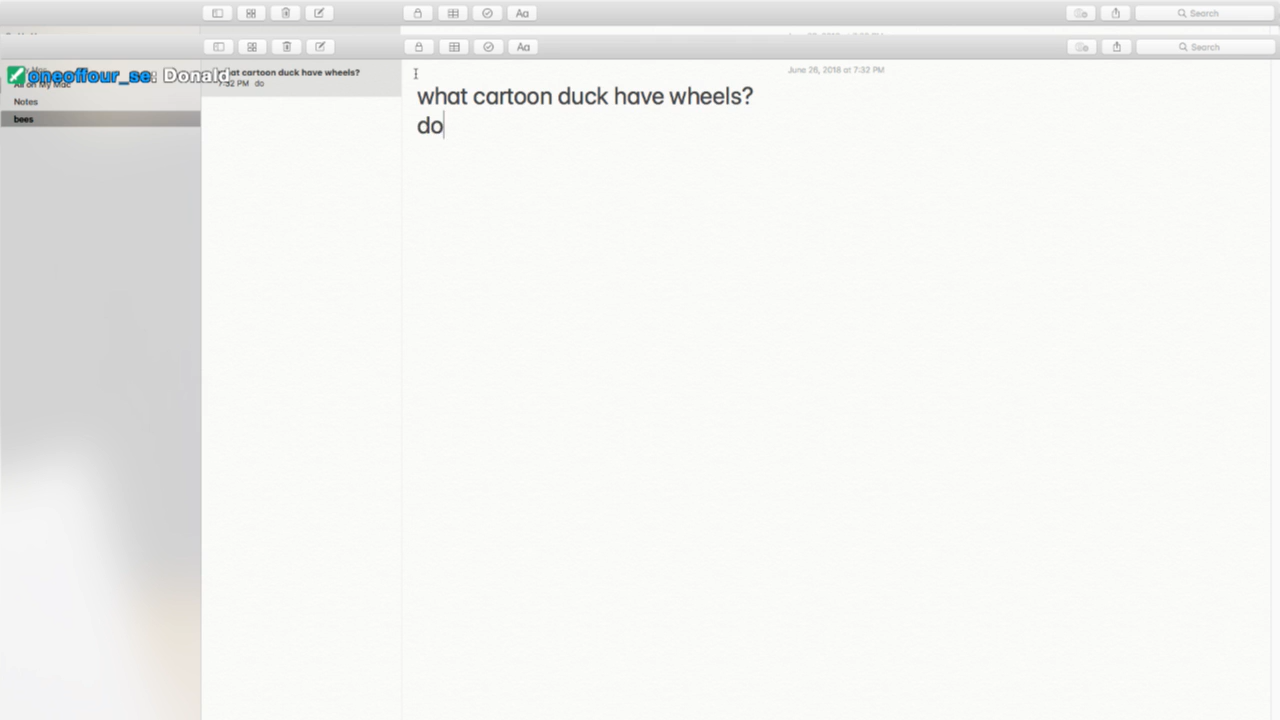 Aa
Search
Aa
Search
oneoffour_se: Donald
All on My Mac
Notes
bees
what cartoon duck have wheels?
7:32 PM do
June 26, 2018 at 7:32 PM
what cartoon duck have wheels?
do